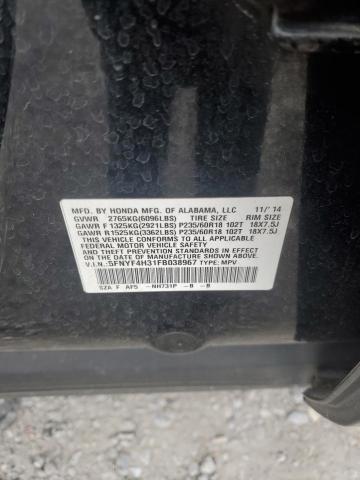 MFD. BY HONDA MFG. OF ALABAMA, LLC 11/'14
GVWR 2765KG(6096LBS) TIRE SIZE RIM SIZE
GAWR F 1325KG(2921LBS) P235/60R18 102T 18X7.5J
GAWR R1525KG(3362LBS) P235/60R18 102T 18X7.5J
THIS VEHICLE CONFORMS TO ALL APPLICABLE
FEDERAL MOTOR VEHICLE SAFETY STANDARDS IN
EFFECT ON THE DATE OF MANUFACTURE SHOWN ABOVE.
V.I.N.: 5FNYF4H31FB038967 TYPE: MPV
SZA F AF5 -NH731P -B -B